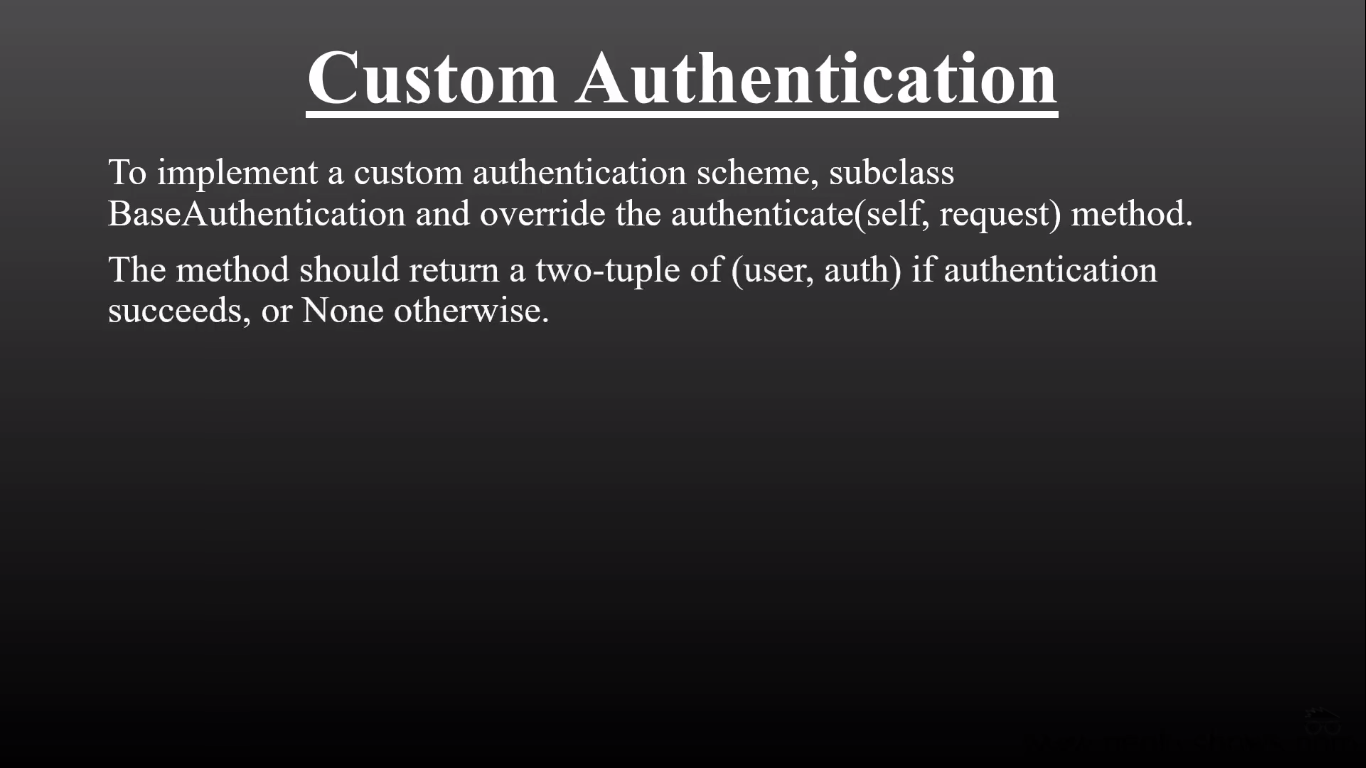 Custom Authentication
To implement a custom authentication scheme, subclass
BaseAuthentication and override the authenticate(self, request) method.
The method should return a two-tuple of (user, auth) if authentication
succeeds, or None otherwise.